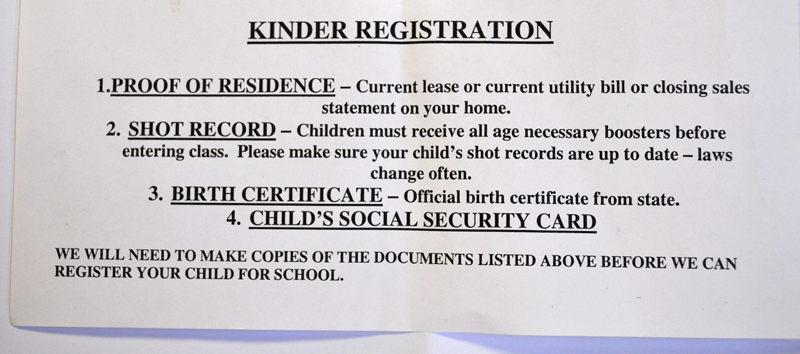 KINDER REGISTRATION
1.PROOF OF RESIDENCE – Current lease or current utility bill or closing sales
statement on your home.
2. SHOT RECORD – Children must receive all age necessary boosters before
entering class. Please make sure your child's shot records are up to date – laws
change often.
3. BIRTH CERTIFICATE – Official birth certificate from state.
4. CHILD'S SOCIAL SECURITY CARD
WE WILL NEED TO MAKE COPIES OF THE DOCUMENTS LISTED ABOVE BEFORE WE CAN
REGISTER YOUR CHILD FOR SCHOOL.